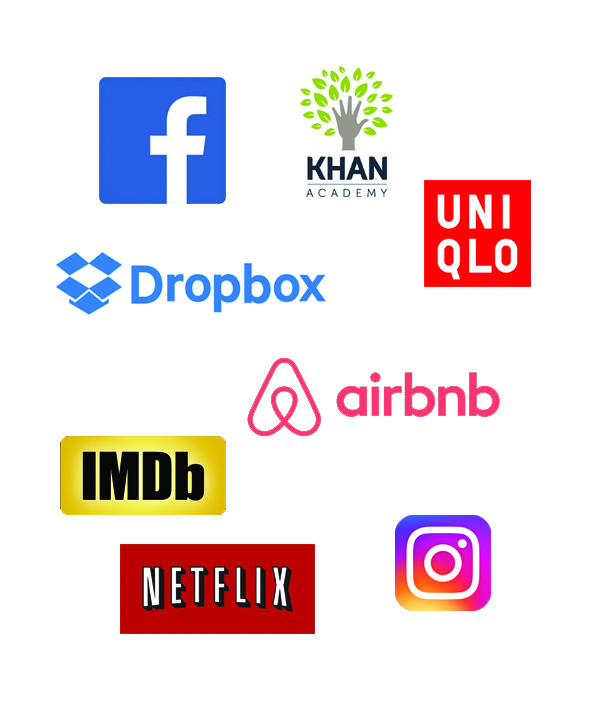 f
KHAN
ACADEMY
UNI
QLO
Dropbox
airbnb
IMDb
NETFLIX